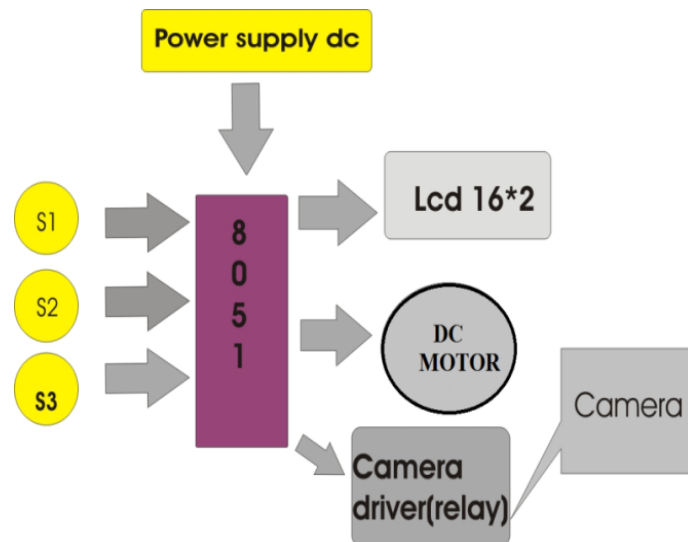 Power supply dc
S1
S2
S3
8
0
5
1
Lcd 16*2
DC
MOTOR
Camera
driver(relay)
Camera